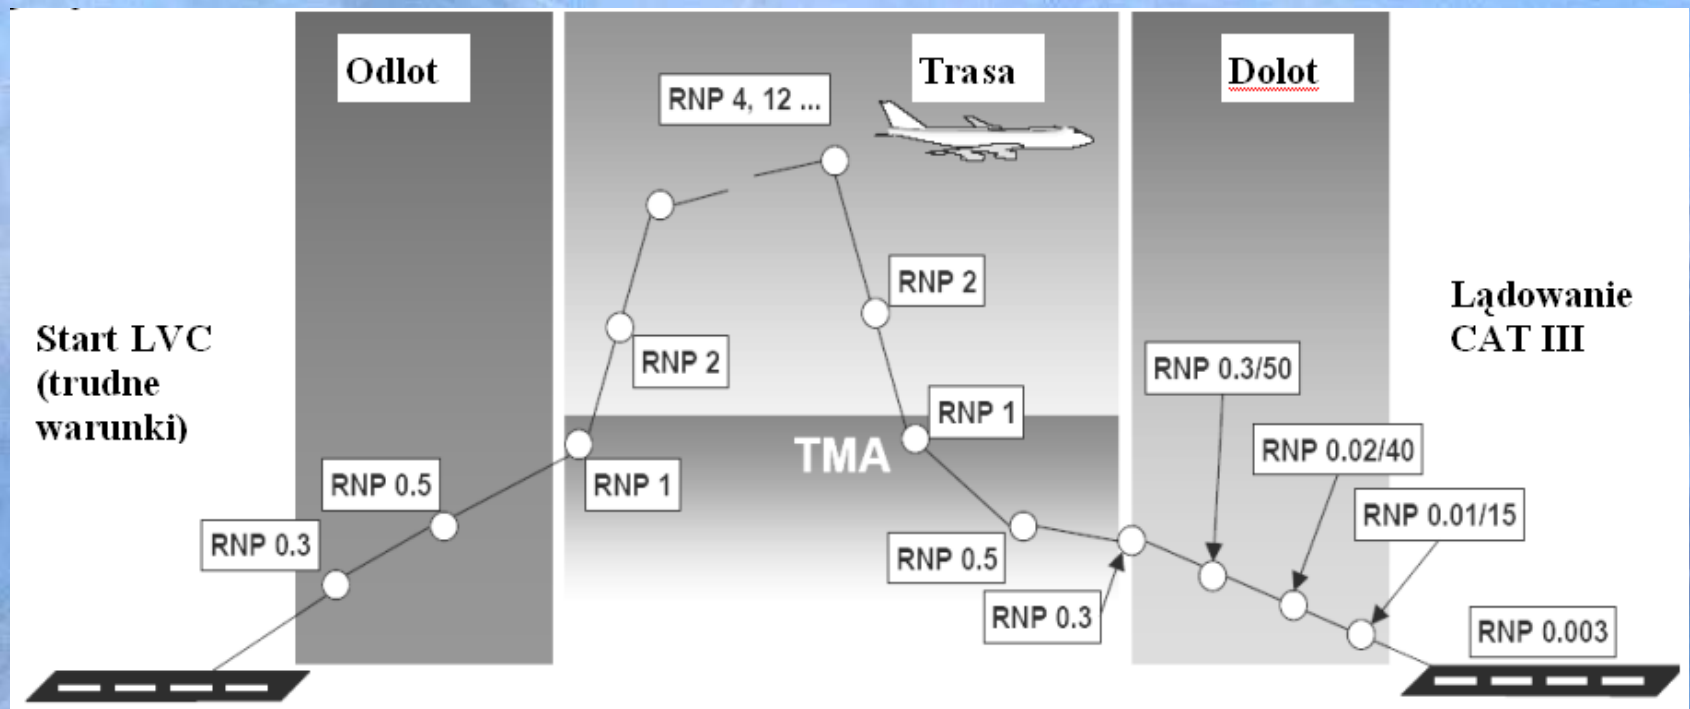 Odlot
Trasa
Dolot
RNP 4, 12 ...
RNP 2
Lądowanie
CAT III
Start LVC
(trudne
warunki)
RNP 2
RNP 0.3/50
RNP 1
TMA
RNP 0.02/40
RNP 0.5
RNP 1
RNP 0.01/15
RNP 0.3
RNP 0.5
RNP 0.3
RNP 0.003